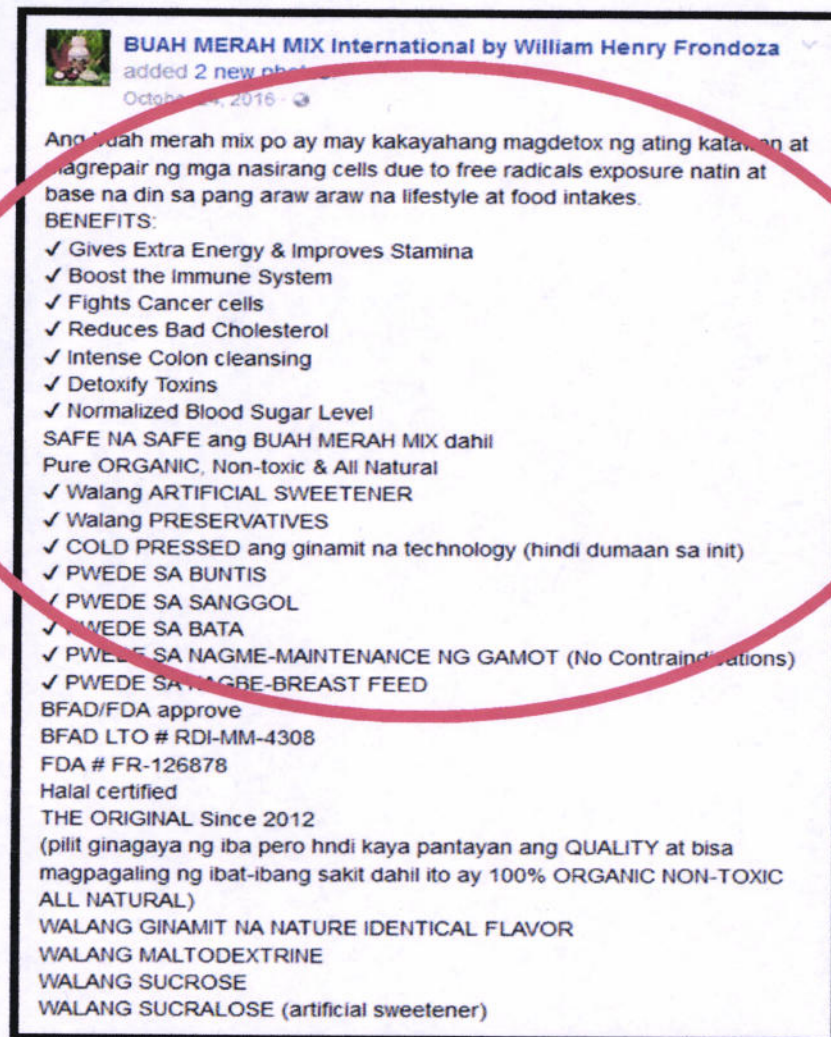 BUAH MERAH MIX International by William Henry Frondoza
added 2 new
2016
Ang buah merah mix po ay may kakayahang magdetox ng ating katawan at
magrepair ng mga nasirang cells due to free radicals exposure natin at
base na din sa pang araw araw na lifestyle at food intakes.
BENEFITS:
✓ Gives Extra Energy & Improves Stamina
✓ Boost the Immune System
✓ Fights Cancer cells
✓ Reduces Bad Cholesterol
✓ Intense Colon cleansing
✓ Detoxify Toxins
✓ Normalized Blood Sugar Level
SAFE NA SAFE ang BUAH MERAH MIX dahil
Pure ORGANIC, Non-toxic & All Natural
✓ Walang ARTIFICIAL SWEETENER
✓ Walang PRESERVATIVES
✓ COLD PRESSED ang ginamit na technology (hindi dumaan sa init)
✓ PWEDE SA BUNTIS
✓ PWEDE SA SANGGOL
✓ PWEDE SA BATA
✓ PWEDE SA NAGME-MAINTENANCE NG GAMOT (No Contraindications)
✓ PWEDE SA NAGBE-BREAST FEED
BFAD/FDA approve
BFAD LTO # RDI-MM-4308
FDA # FR-126878
Halal certified
THE ORIGINAL Since 2012
(pilit ginagaya ng iba pero hndi kaya pantayan ang QUALITY at bisa
magpagaling ng ibat-ibang sakit dahil ito ay 100% ORGANIC NON-TOXIC
ALL NATURAL)
WALANG GINAMIT NA NATURE IDENTICAL FLAVOR
WALANG MALTODEXTRINE
WALANG SUCROSE
WALANG SUCRALOSE (artificial sweetener)